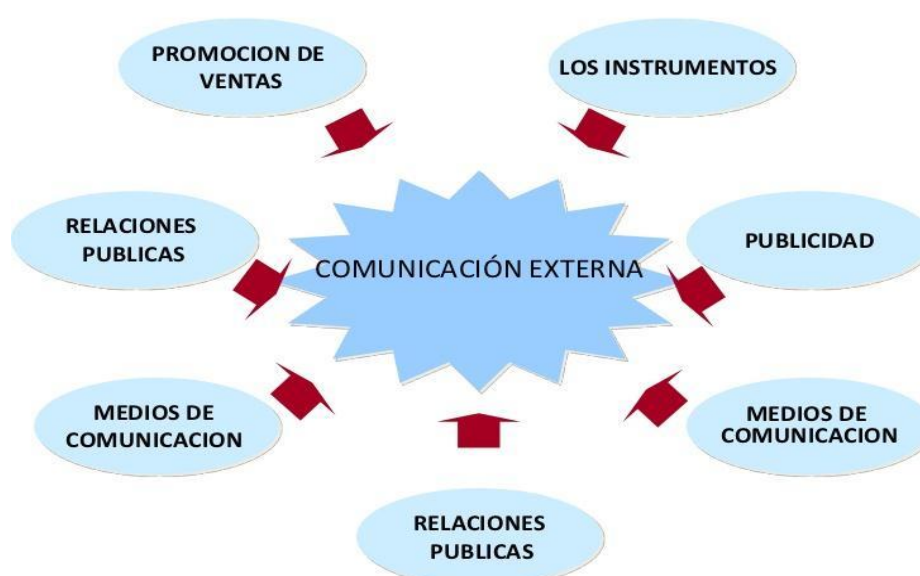 PROMOCION DE
VENTAS
LOS INSTRUMENTOS
RELACIONES
PUBLICAS
PUBLICIDAD
COMUNICACIÓN EXTERNA
MEDIOS DE
COMUNICACION
MEDIOS DE
COMUNICACION
RELACIONES
PUBLICAS